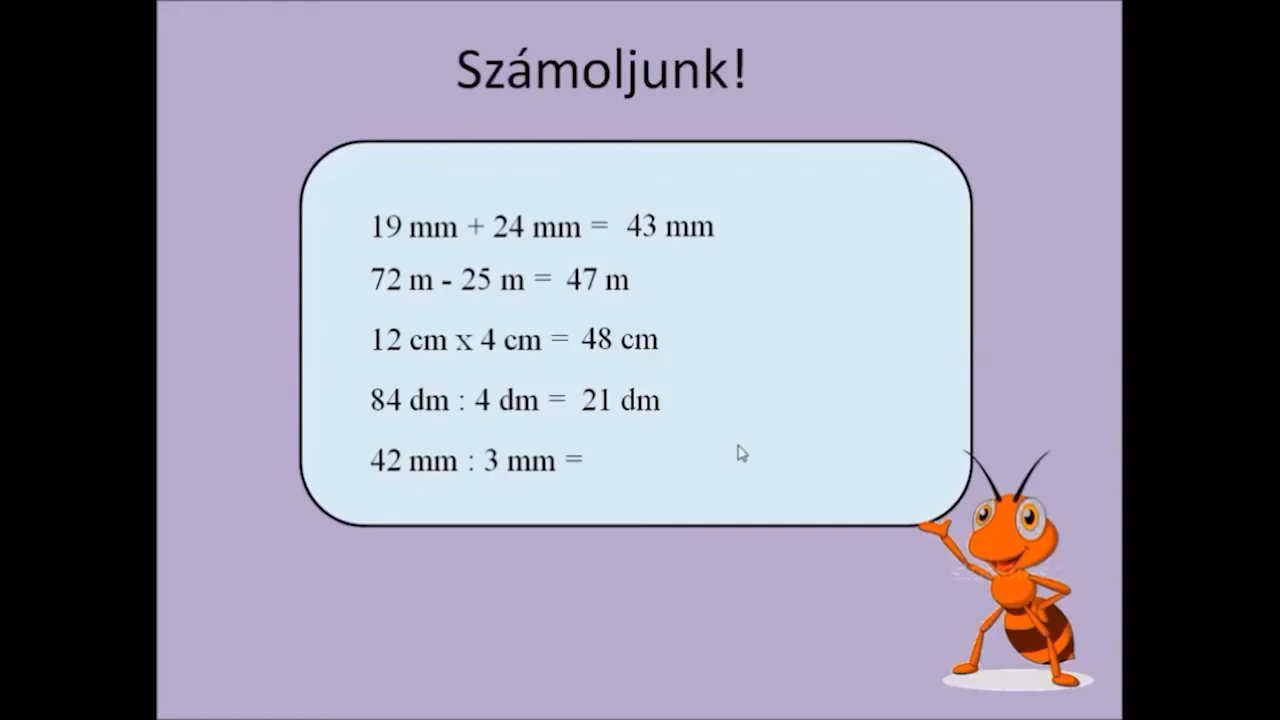 Számoljunk!
19 mm + 24 mm = 43 mm
72 m - 25 m = 47 m
12 cm x 4 cm = 48 cm
84 dm : 4 dm = 21 dm
42 mm : 3 mm =